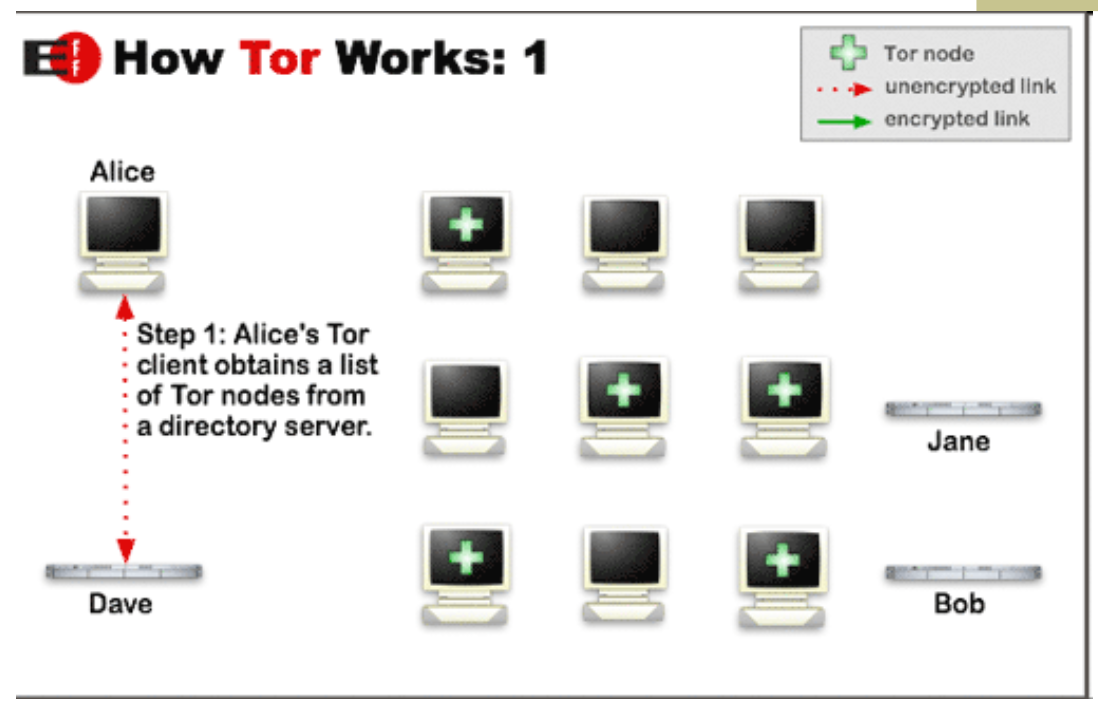 EFF How Tor Works: 1
Tor node
unencrypted link
encrypted link
Alice
Step 1: Alice's Tor
client obtains a list
of Tor nodes from
a directory server.
Jane
Dave
Bob